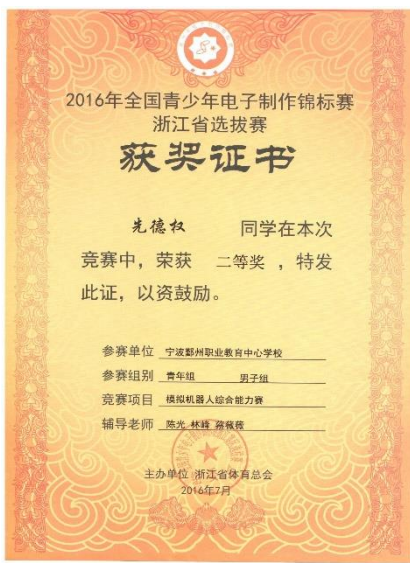 2016年全国青少年电子制作锦标赛
浙江省选拔赛
获奖证书
先德权 同学在本次
竞赛中，荣获 二等奖 ，特发
此证，以资鼓励。
参赛单位 宁波鄞州职业教育中心学校
参赛组别 青年组 男子组
竞赛项目 模拟机器人综合能力赛
辅导老师 陈光 林峰 蒋薇薇
主办单位 浙江省体育总会
2016年7月